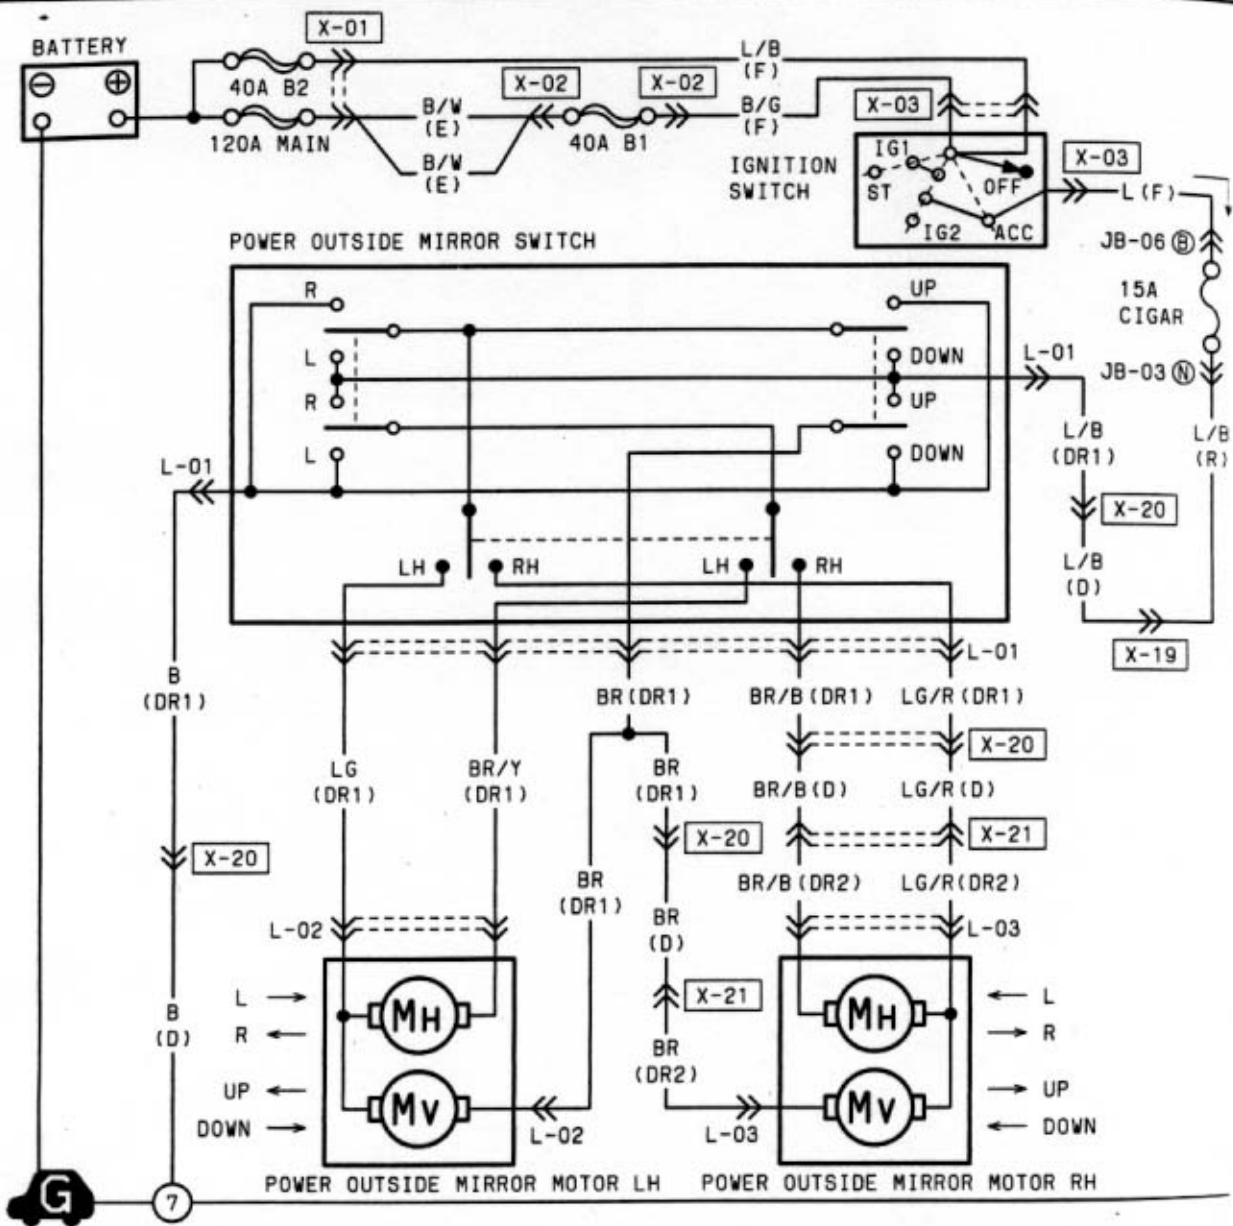 X-01
BATTERY
L/B
(F)
40A B2
X-02
X-02
X-03
B/W
(E)
B/G
(F)
120A MAIN
40A B1
B/W
(E)
IGNITION
SWITCH
IG1
ST
OFF
IG2
ACC
X-03
L(F)
JB-06 B
15A
CIGAR
JB-03 N
POWER OUTSIDE MIRROR SWITCH
R
UP
L
DOWN
L-01
R
UP
L
DOWN
L-01
L/B
(DR1)
L/B
(R)
X-20
LH
RH
LH
RH
L/B
(D)
L-01
X-19
B
(DR1)
BR(DR1)
BR/B(DR1)
LG/R(DR1)
X-20
LG
(DR1)
BR/Y
(DR1)
BR
(DR1)
BR/B(D)
LG/R(D)
X-20
X-20
X-21
BR
(DR1)
BR/B(DR2)
LG/R(DR2)
L-02
BR
(D)
L-03
B
(D)
L
R
MH
X-21
MH
L
R
BR
(DR2)
UP
DOWN
MV
L-02
L-03
MV
UP
DOWN
G
7
POWER OUTSIDE MIRROR MOTOR LH
POWER OUTSIDE MIRROR MOTOR RH